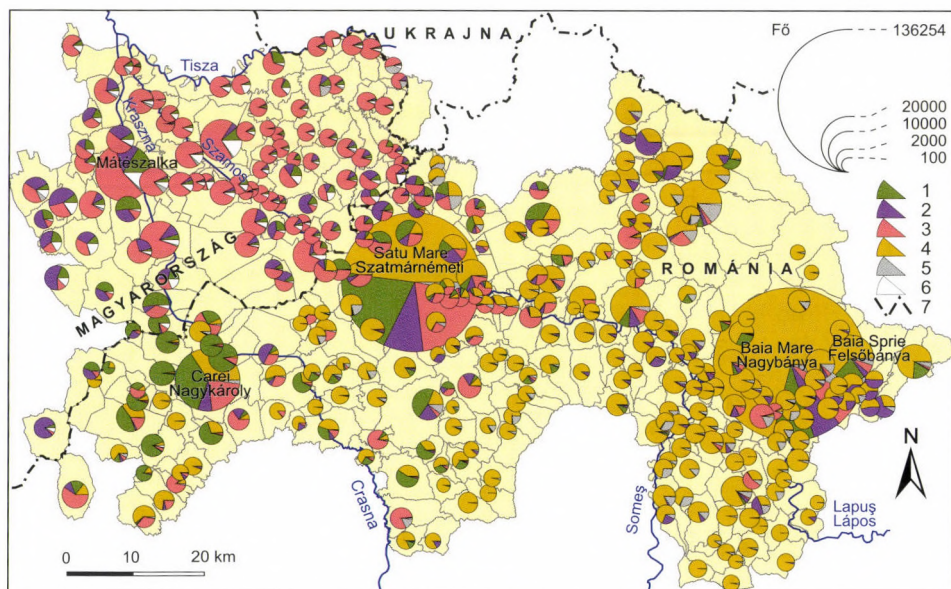 UKRAJNA
Fő
136254
20000
10000
2000
100
Tisza
Kraszna
Szamos
Mátészalka
1
2
3
4
5
6
7
Satu Mare
Szatmárnémeti
ROMÁNIA
MAGYARORSZÁG
Baia Mare
Nagybánya
Baia Sprie
Felsőbánya
Carei
Nagykároly
N
Crasna
Someș
Lapuș
Lápos
0 10 20 km